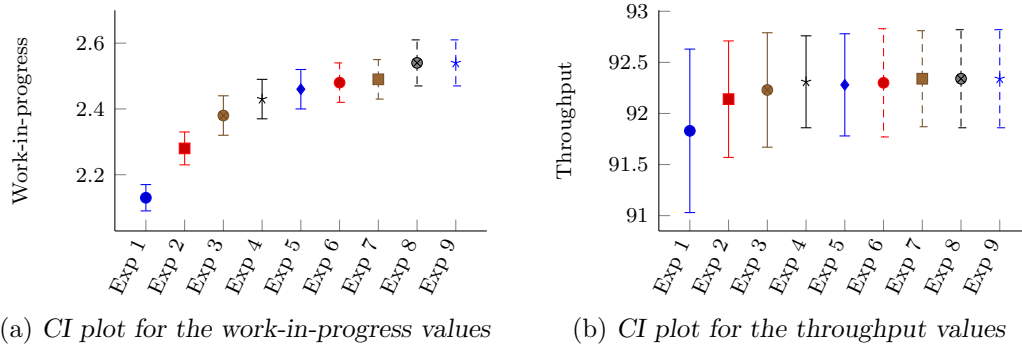 Work-in-progress
2.6
2.4
2.2
Exp 1
Exp 2
Exp 3
Exp 4
Exp 5
Exp 6
Exp 7
Exp 8
Exp 9
(a) CI plot for the work-in-progress values
Throughput
93
92.5
92
91.5
91
Exp 1
Exp 2
Exp 3
Exp 4
Exp 5
Exp 6
Exp 7
Exp 8
Exp 9
(b) CI plot for the throughput values